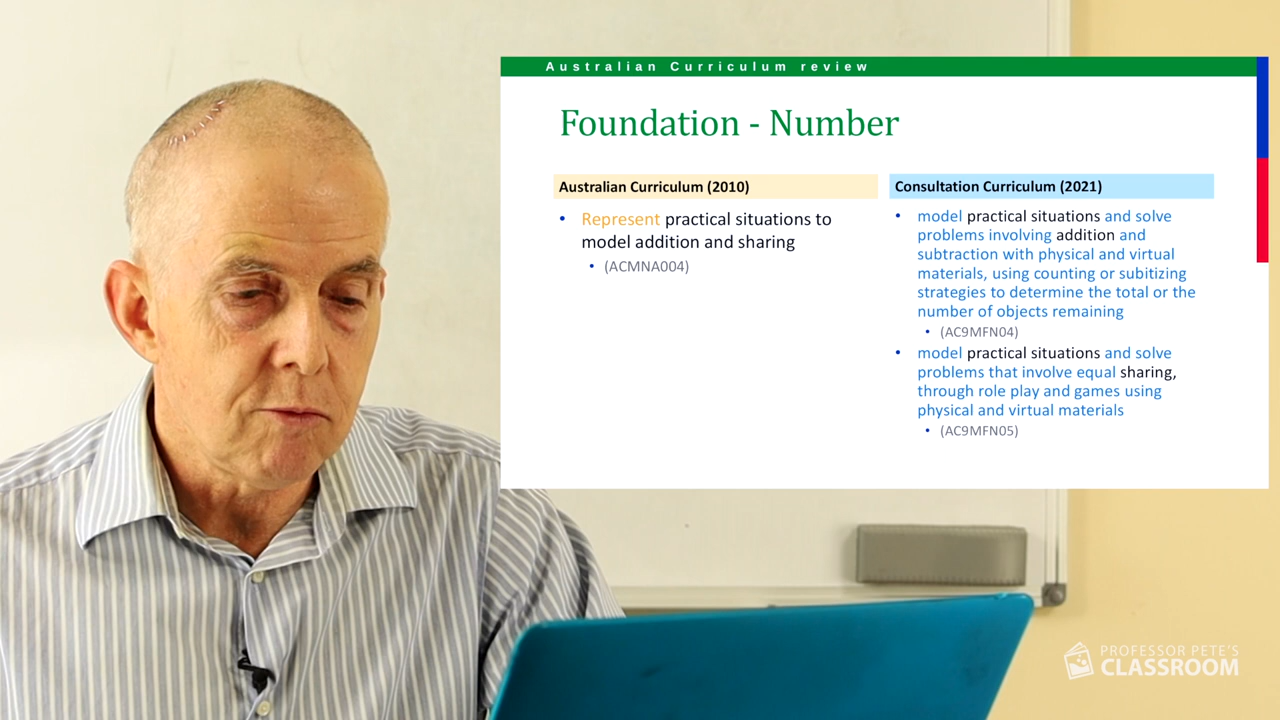 Australian Curriculum review
Foundation - Number
Australian Curriculum (2010)
• Represent practical situations to
model addition and sharing
• (ACMNA004)
Consultation Curriculum (2021)
• model practical situations and solve
problems involving addition and
subtraction with physical and virtual
materials, using counting or subitizing
strategies to determine the total or the
number of objects remaining
• (AC9MFN04)
• model practical situations and solve
problems that involve equal sharing,
through role play and games using
physical and virtual materials
• (AC9MFN05)
PROFESSOR PETE'S
CLASSROOM